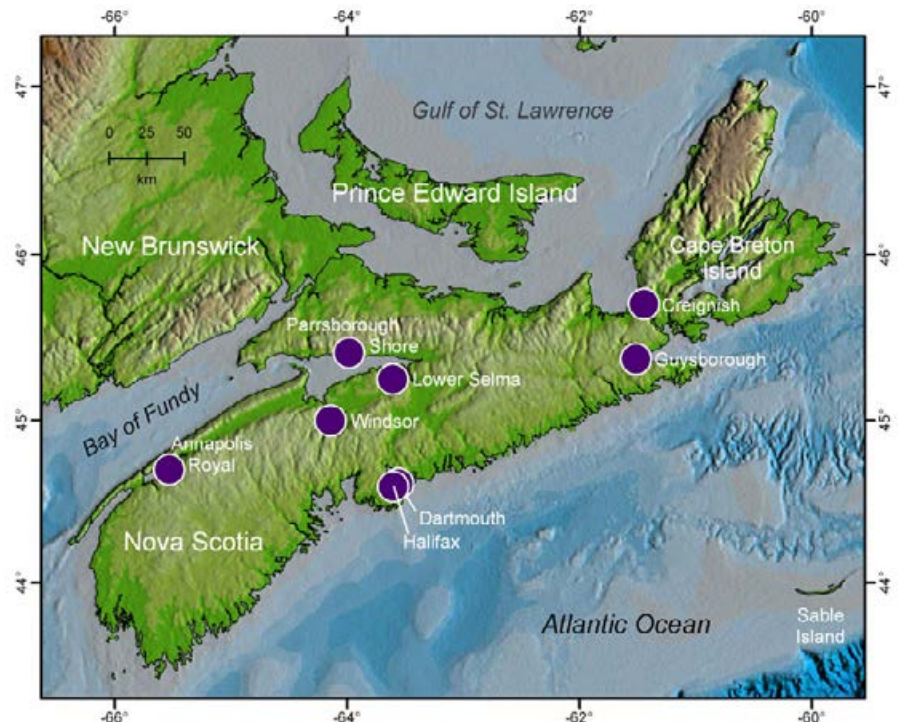 -66°
-64°
-62°
-60°
47°
47°
Gulf of St. Lawrence
0 25 50
km
Prince Edward Island
New Brunswick
Cape Breton
Island
46°
46°
Creignish
Parrsborough
Shore
Guysborough
Lower Selma
Bay of Fundy
Windsor
45°
45°
Annapolis
Royal
Dartmouth
Halifax
Nova Scotia
44°
44°
Atlantic Ocean
Sable
Island
-66°
-64°
-62°
-60°